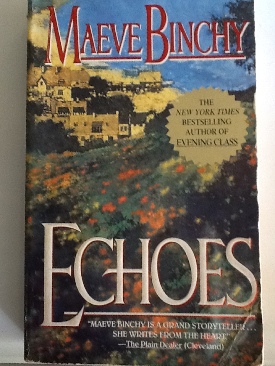 MAEVE BINCHY
THE
NEW YORK TIMES
BESTSELLING
AUTHOR OF
EVENING CLASS
ECHOES
"MAEVE BINCHY IS A GRAND STORYTELLER . . .
SHE WRITES FROM THE HEART."
—The Plain Dealer (Cleveland)